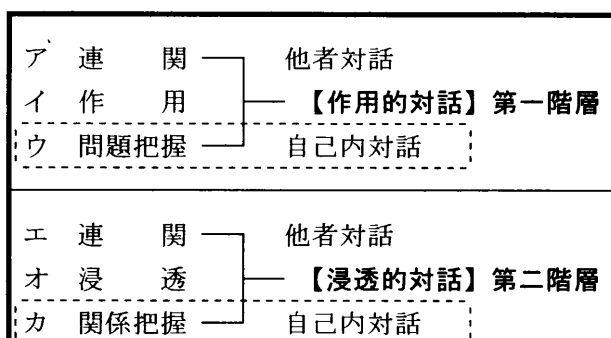 ア 連 関 他者対話
イ 作 用 【作用的対話】第一階層
ウ 問題把握 自己内対話
エ 連 関 他者対話
オ 浸 透 【浸透的対話】第二階層
カ 関係把握 自己内対話